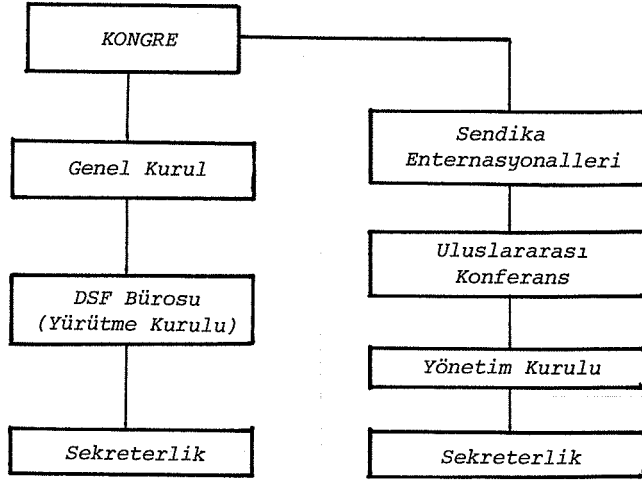 KONGRE
Genel Kurul
DSF Bürosu
(Yürütme Kurulu)
Sekreterlik
Sendika
Enternasyonalleri
Uluslararası
Konferans
Yönetim Kurulu
Sekreterlik